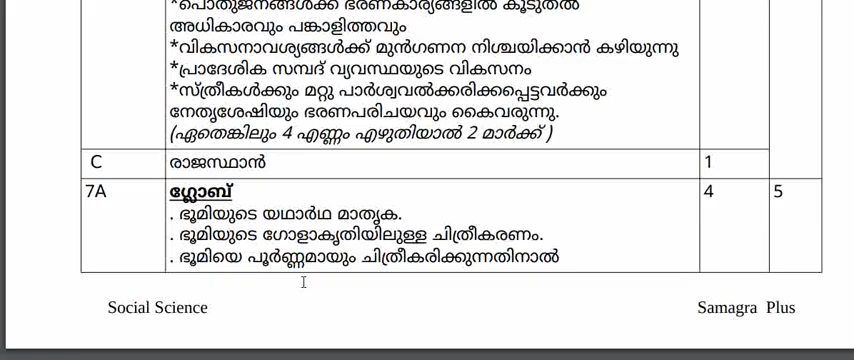 *പൊതുജനങ്ങൾക്ക് ഭരണകാര്യങ്ങളിൽ കൂടുതൽ
അധികാരവും പങ്കാളിത്തവും
*വികസനാവശ്യങ്ങൾക്ക് മുൻഗണന നിശ്ചയിക്കാൻ കഴിയുന്നു
*പ്രാദേശിക സമ്പദ് വ്യവസ്ഥയുടെ വികസനം
*സ്ത്രീകൾക്കും മറ്റു പാർശ്വവൽക്കരിക്കപ്പെട്ടവർക്കും
നേതൃശേഷിയും ഭരണപരിചയവും കൈവരുന്നു.
(ഏതെങ്കിലും 4 എണ്ണം എഴുതിയാൽ 2 മാർക്ക് )
C രാജസ്ഥാൻ 1
7A ഗ്ലോബ് 4 5
. ഭൂമിയുടെ യഥാർഥ മാതൃക.
. ഭൂമിയുടെ ഗോളാകൃതിയിലുള്ള ചിത്രീകരണം.
. ഭൂമിയെ പൂർണ്ണമായും ചിത്രീകരിക്കുന്നതിനാൽ
Social Science Samagra Plus